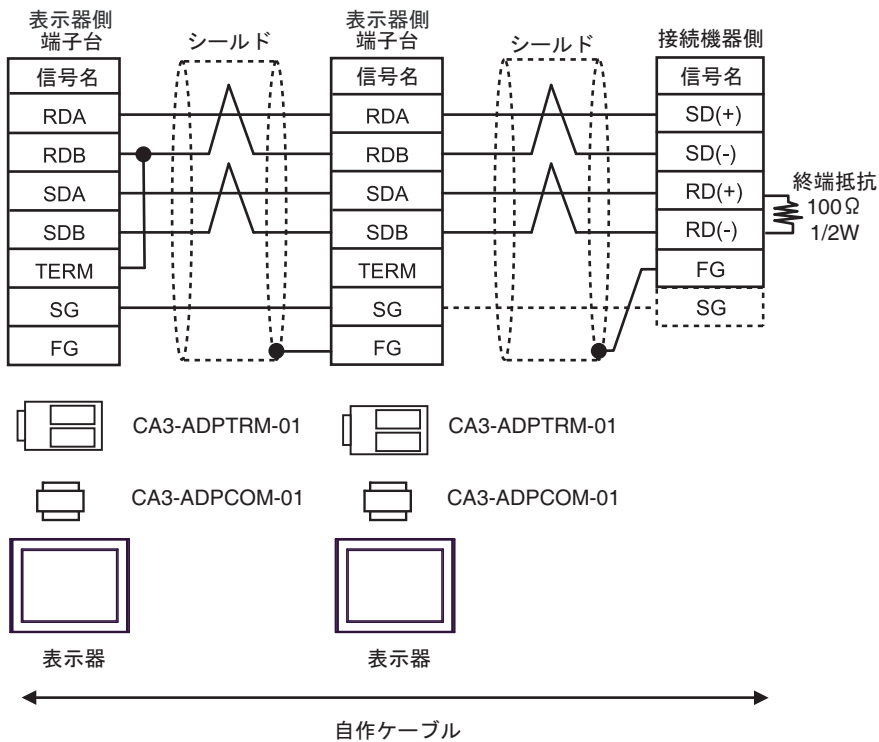 表示器側
端子台
シールド
表示器側
端子台
シールド
接続機器側
信号名
信号名
信号名
RDA
RDA
SD(+)
RDB
RDB
SD(-)
SDA
SDA
RD(+)
終端抵抗
100Ω
1/2W
SDB
SDB
RD(-)
TERM
TERM
FG
SG
SG
SG
FG
FG
CA3-ADPTRM-01
CA3-ADPTRM-01
CA3-ADPCOM-01
CA3-ADPCOM-01
表示器
表示器
自作ケーブル